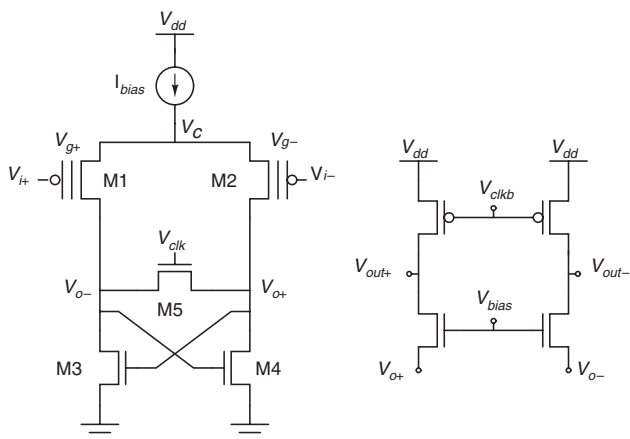 Vdd
Ibias
VC
Vg+
Vg−
Vi+
M1
M2
Vi−
Vclk
Vo−
Vo+
M5
M3
M4
Vdd
Vdd
Vclkb
Vout+
Vout−
Vbias
Vo+
Vo−